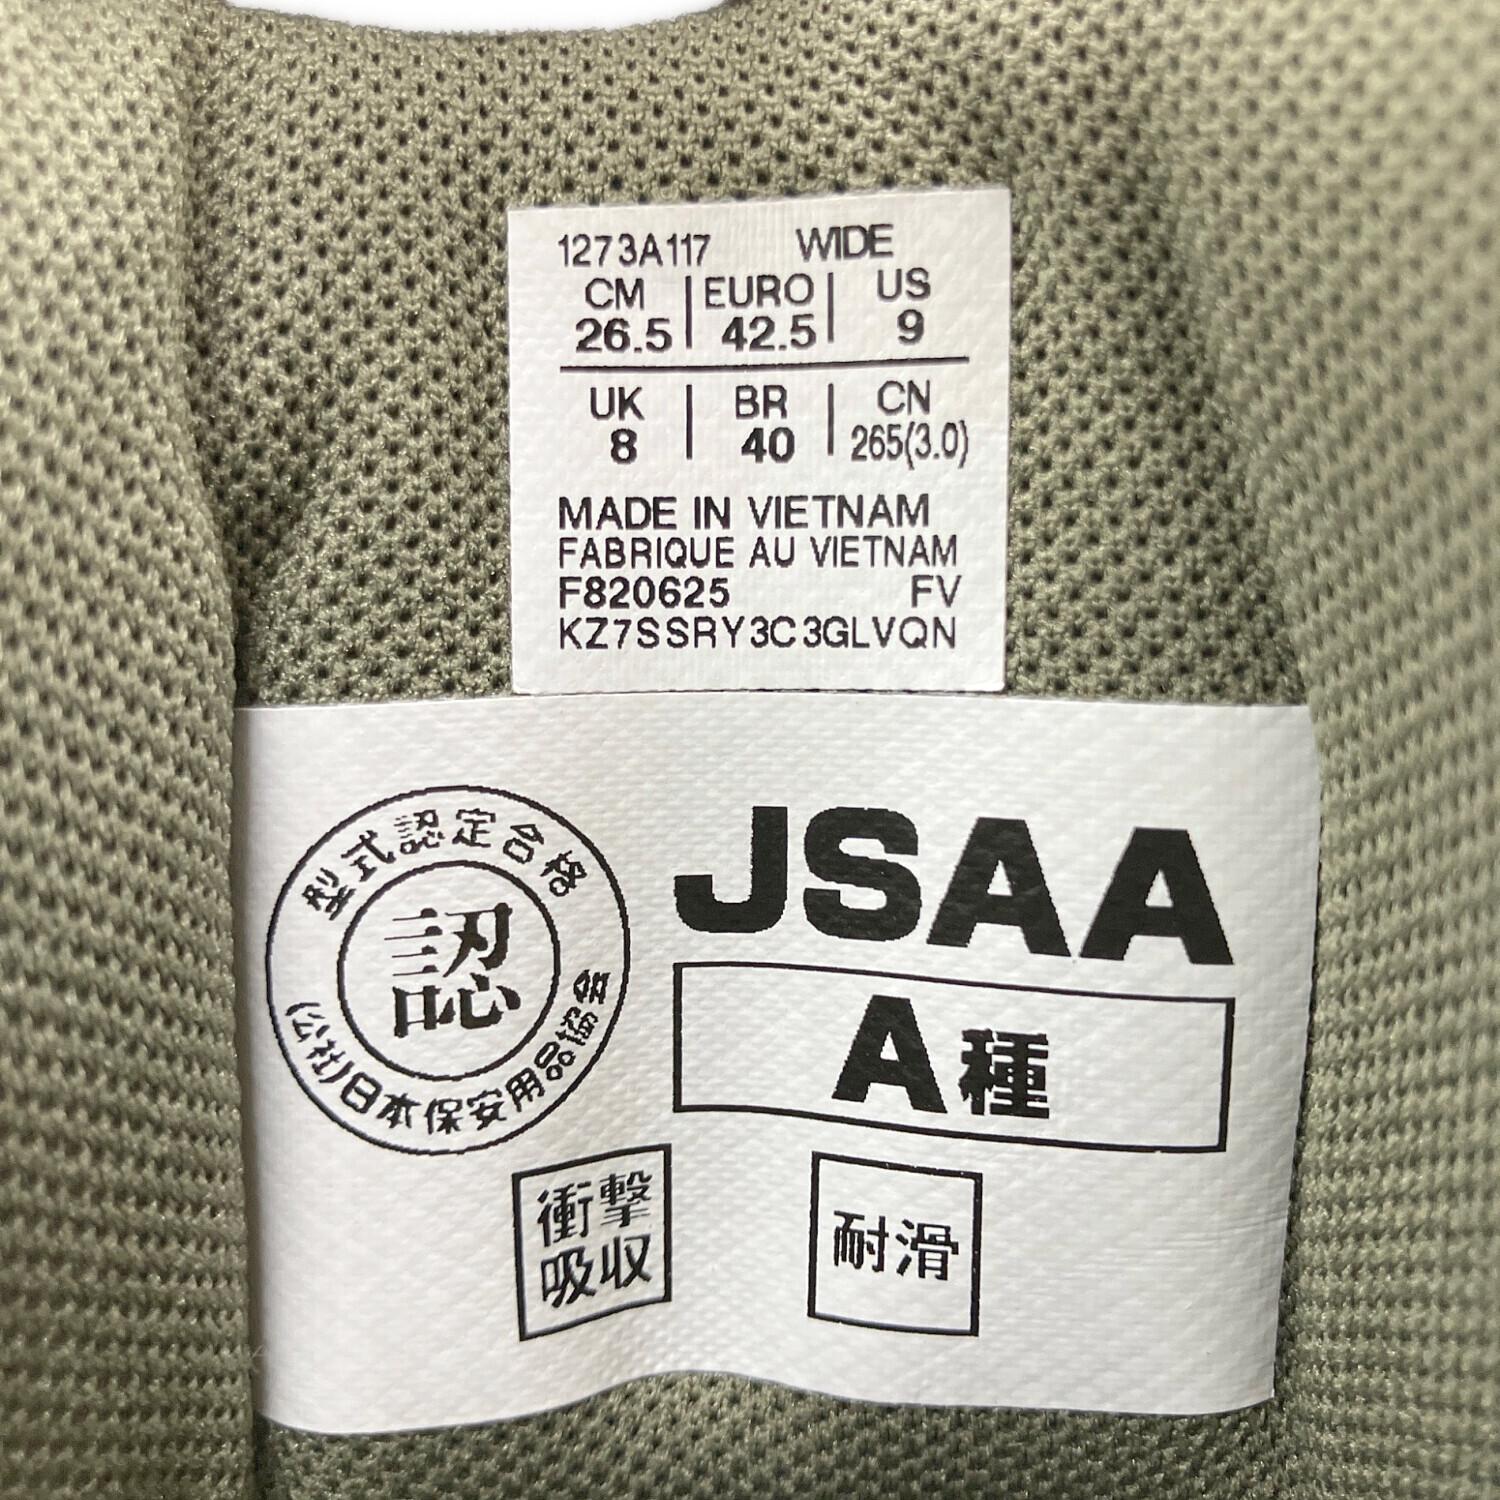 1273A117 WIDE
CM EURO US
26.5 42.5 9
UK BR CN
8 40 265(3.0)
MADE IN VIETNAM
FABRIQUE AU VIETNAM
F820625 FV
KZ7SSRY3C3GLVQN
型式認定合格
認
(公社)日本保安用品協会
JSAA
A種
衝撃
吸収
耐滑